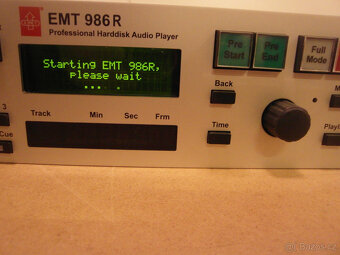 EMT 986R
Professional Harddisk Audio Player
EMT
Starting EMT 986R,
please wait
... .
Pre Start
Pre End
Full Mode
Back
3
Track Min Sec Frm
Time
Cue